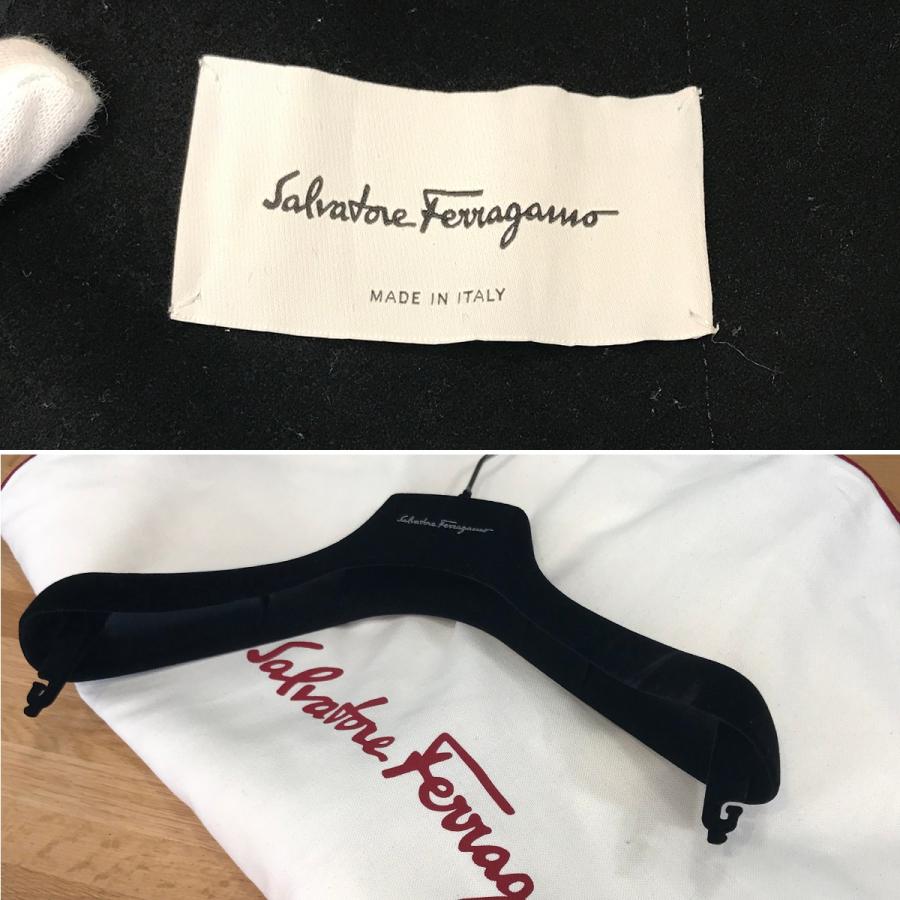 Salvatore Ferragamo
MADE IN ITALY
Salvatore Ferragamo
Salvatore
Ferrag